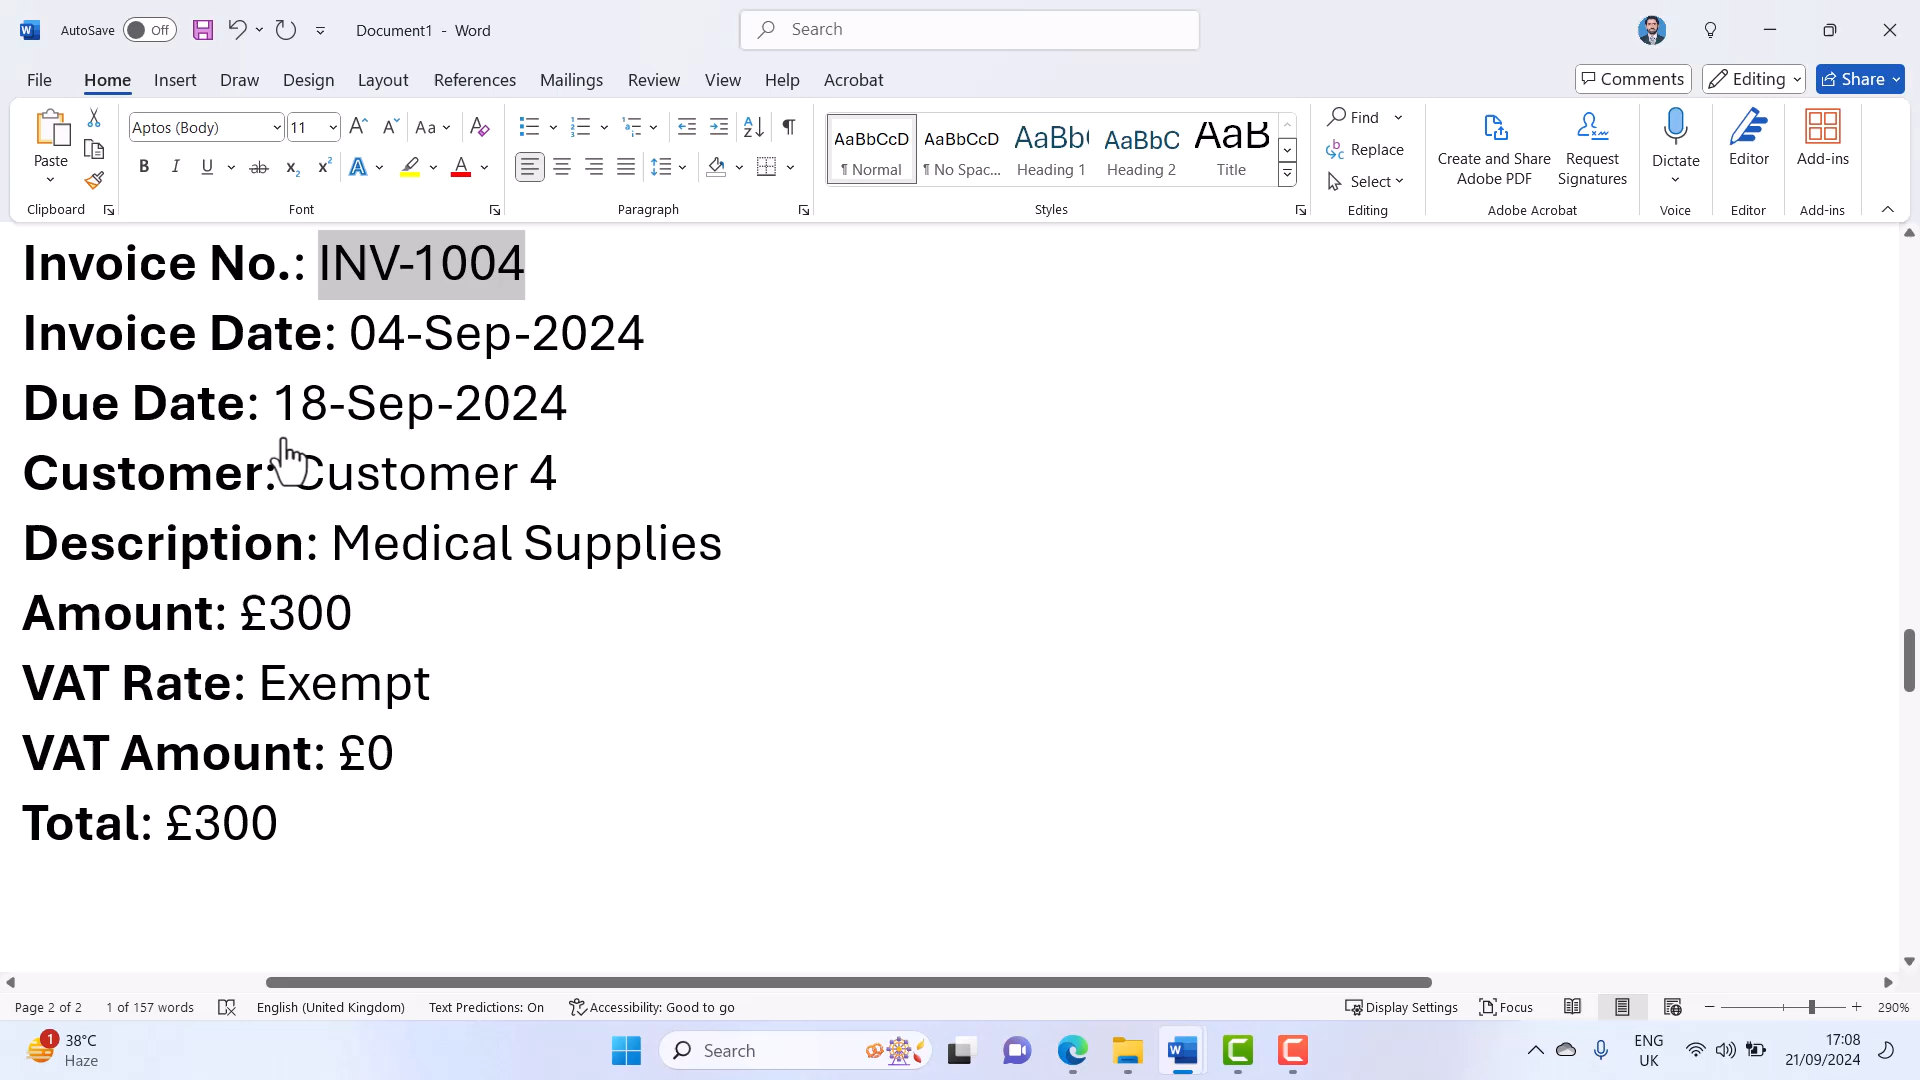 AutoSave Off Document1 - Word Search
File Home Insert Draw Design Layout References Mailings Review View Help Acrobat Comments Editing Share
Paste
Clipboard
Aptos (Body) 11
Font
Paragraph
AaBbCcD AaBbCcD AaBb( AaBbC AaB
¶ Normal ¶ No Spac... Heading 1 Heading 2 Title
Styles
Find
Replace
Select
Editing
Create and Share
Adobe PDF
Request
Signatures
Adobe Acrobat
Dictate
Voice
Editor
Editor
Add-ins
Add-ins
Invoice No.: INV-1004
Invoice Date: 04-Sep-2024
Due Date: 18-Sep-2024
Customer: Customer 4
Description: Medical Supplies
Amount: £300
VAT Rate: Exempt
VAT Amount: £0
Total: £300
Page 2 of 2 1 of 157 words English (United Kingdom) Text Predictions: On Accessibility: Good to go Display Settings Focus 290%
1 38°C
Haze
Search
ENG
UK
17:08
21/09/2024